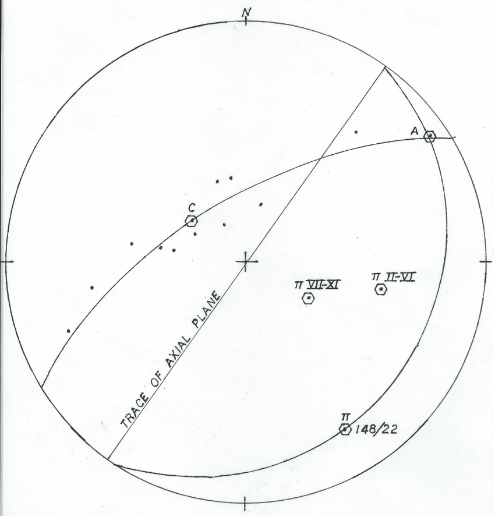 N
A
C
π VII-XI
π II-VI
TRACE OF AXIAL PLANE
π
148/22